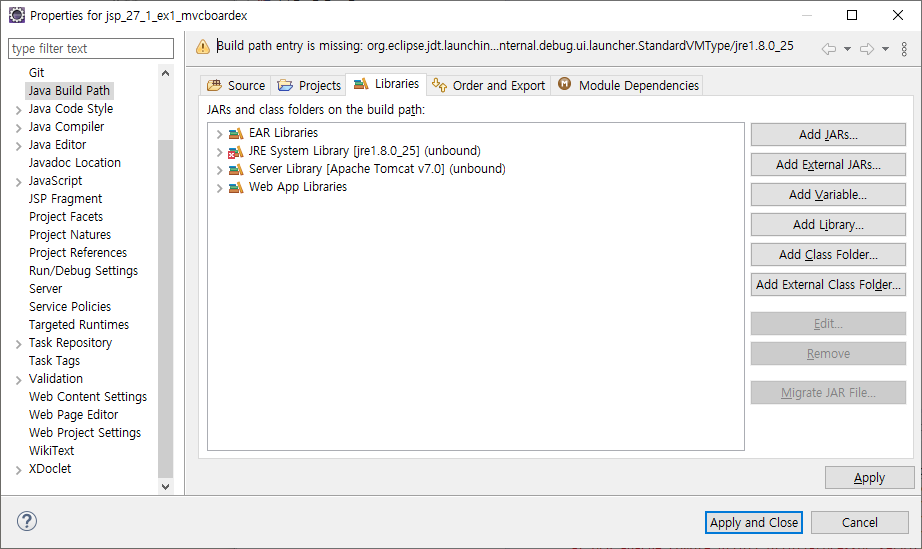 Properties for jsp_27_1_ex1_mvcboardex
type filter text
Build path entry is missing: org.eclipse.jdt.launchin...nternal.debug.ui.launcher.StandardVMType/jre1.8.0_25
Git
Java Build Path
Java Code Style
Java Compiler
Java Editor
Javadoc Location
JavaScript
JSP Fragment
Project Facets
Project Natures
Project References
Run/Debug Settings
Server
Service Policies
Targeted Runtimes
Task Repository
Task Tags
Validation
Web Content Settings
Web Page Editor
Web Project Settings
WikiText
XDoclet
Source
Projects
Libraries
Order and Export
Module Dependencies
JARs and class folders on the build path:
EAR Libraries
JRE System Library [jre1.8.0_25] (unbound)
Server Library [Apache Tomcat v7.0] (unbound)
Web App Libraries
Add JARs...
Add External JARs...
Add Variable...
Add Library...
Add Class Folder...
Add External Class Folder...
Edit...
Remove
Migrate JAR File...
Apply
Apply and Close
Cancel